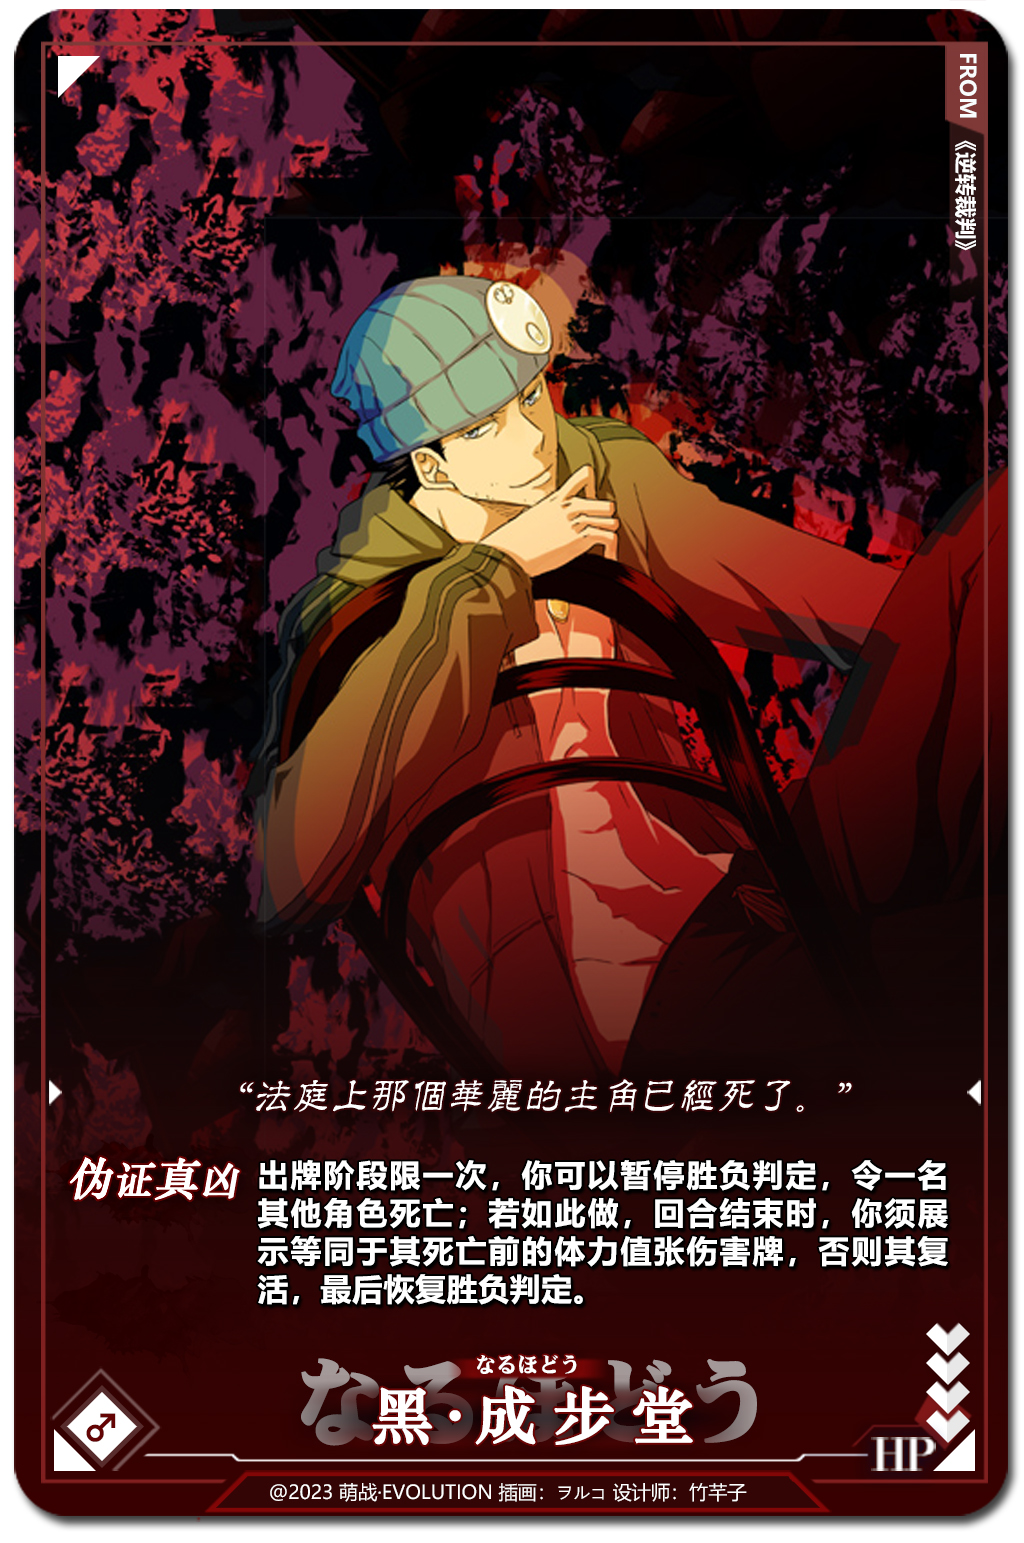 FROM
《逆转裁判》
“法庭上那個華麗的主角已經死了。”
伪证真凶
出牌阶段限一次，你可以暂停胜负判定，令一名
其他角色死亡；若如此做，回合结束时，你须展
示等同于其死亡前的体力值张伤害牌，否则其复
活，最后恢复胜负判定。
なるほどう
なるほどう
黑·成步堂
♂
HP
@2023 萌战·EVOLUTION 插画：ヲルコ 设计师：竹芊子